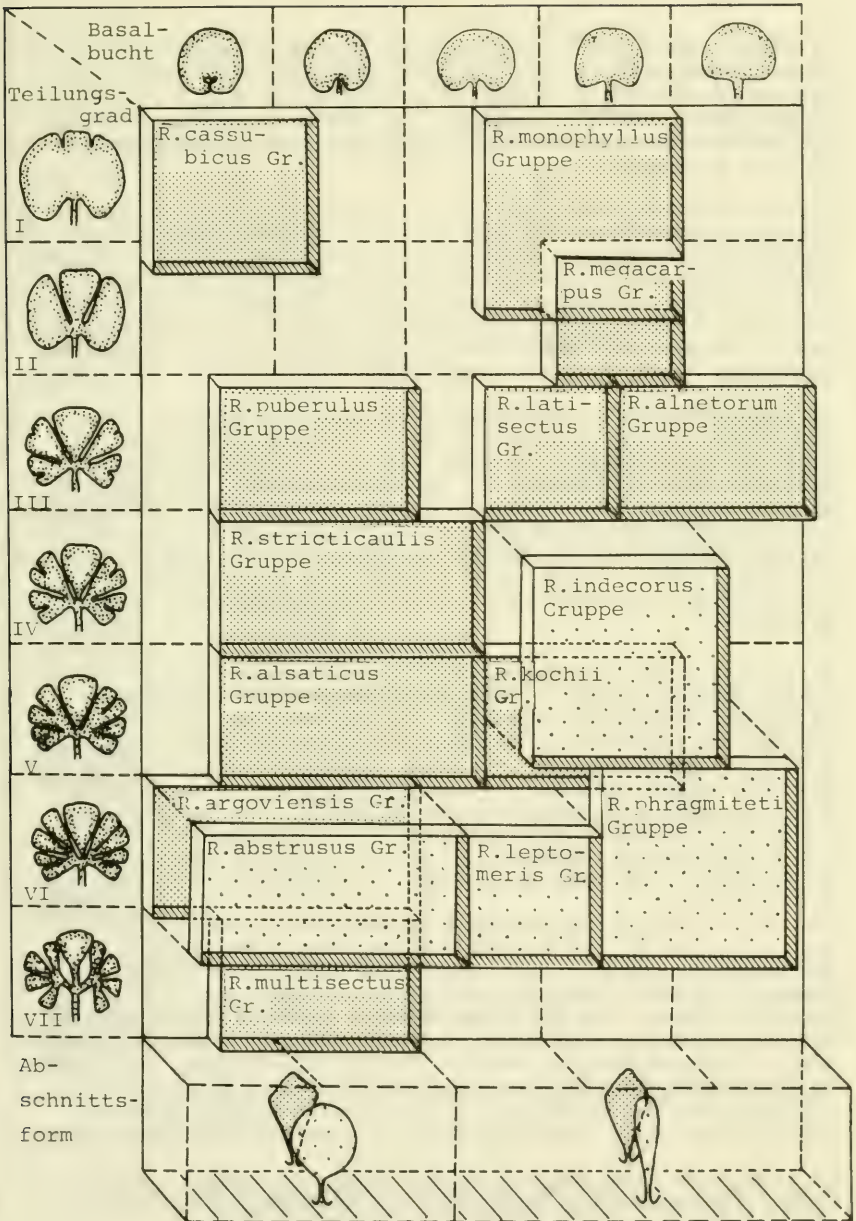 Basal-
bucht
Teilungs-
grad
I
II
III
IV
V
VI
VII
R.cassu-
bicus Gr.
R.monophyllus
Gruppe
R.megacar-
pus Gr.
R.puberulus
Gruppe
R.lati-
sectus
Gr.
R.alnetorum
Gruppe
R.stricticaulis
Gruppe
R.indecorus
Cruppe
R.alsaticus
Gruppe
R.kochii
Gr.
R.argoviensis Gr.
R.phragmiteti
Gruppe
R.abstrusus Gr.
R.lepto-
meris Gr
R.multisectus
Gr.
Ab-
schnitts-
form